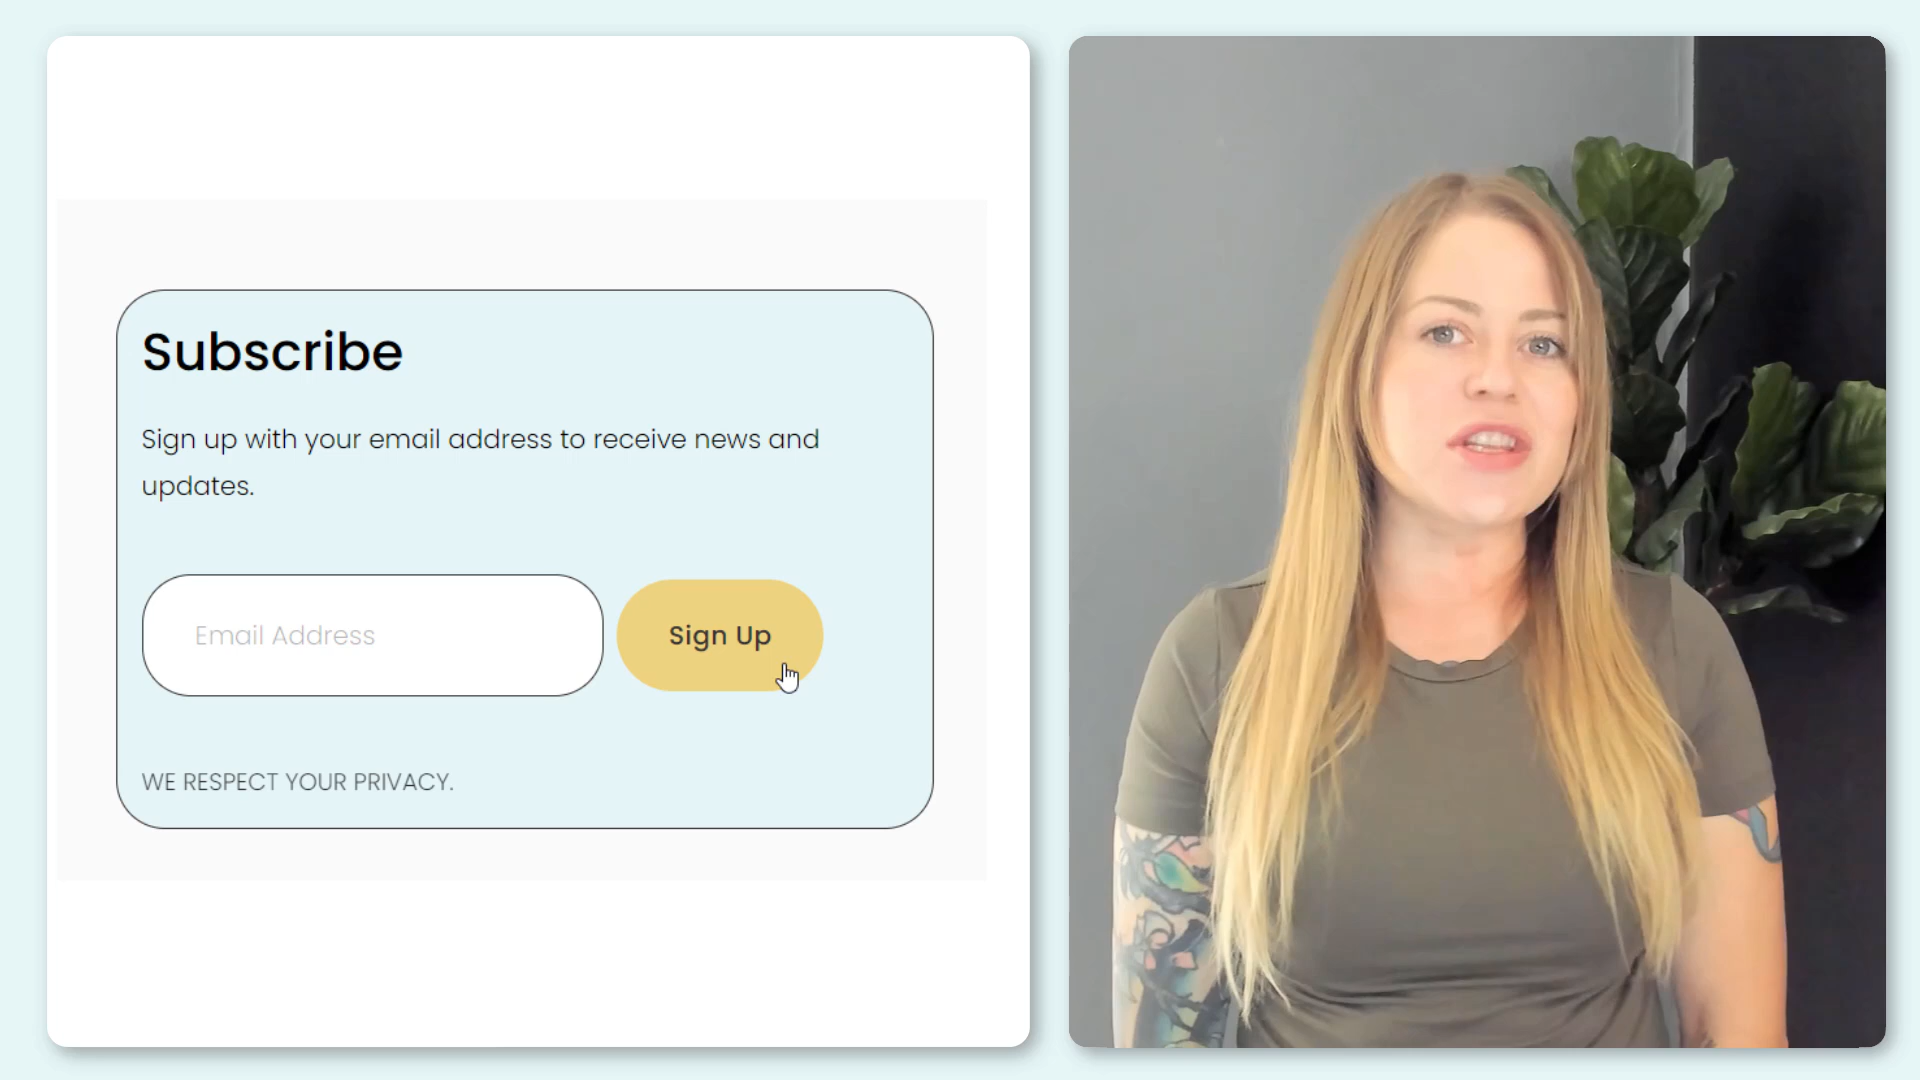 Subscribe
Sign up with your email address to receive news and
updates.
Email Address
Sign Up
WE RESPECT YOUR PRIVACY.